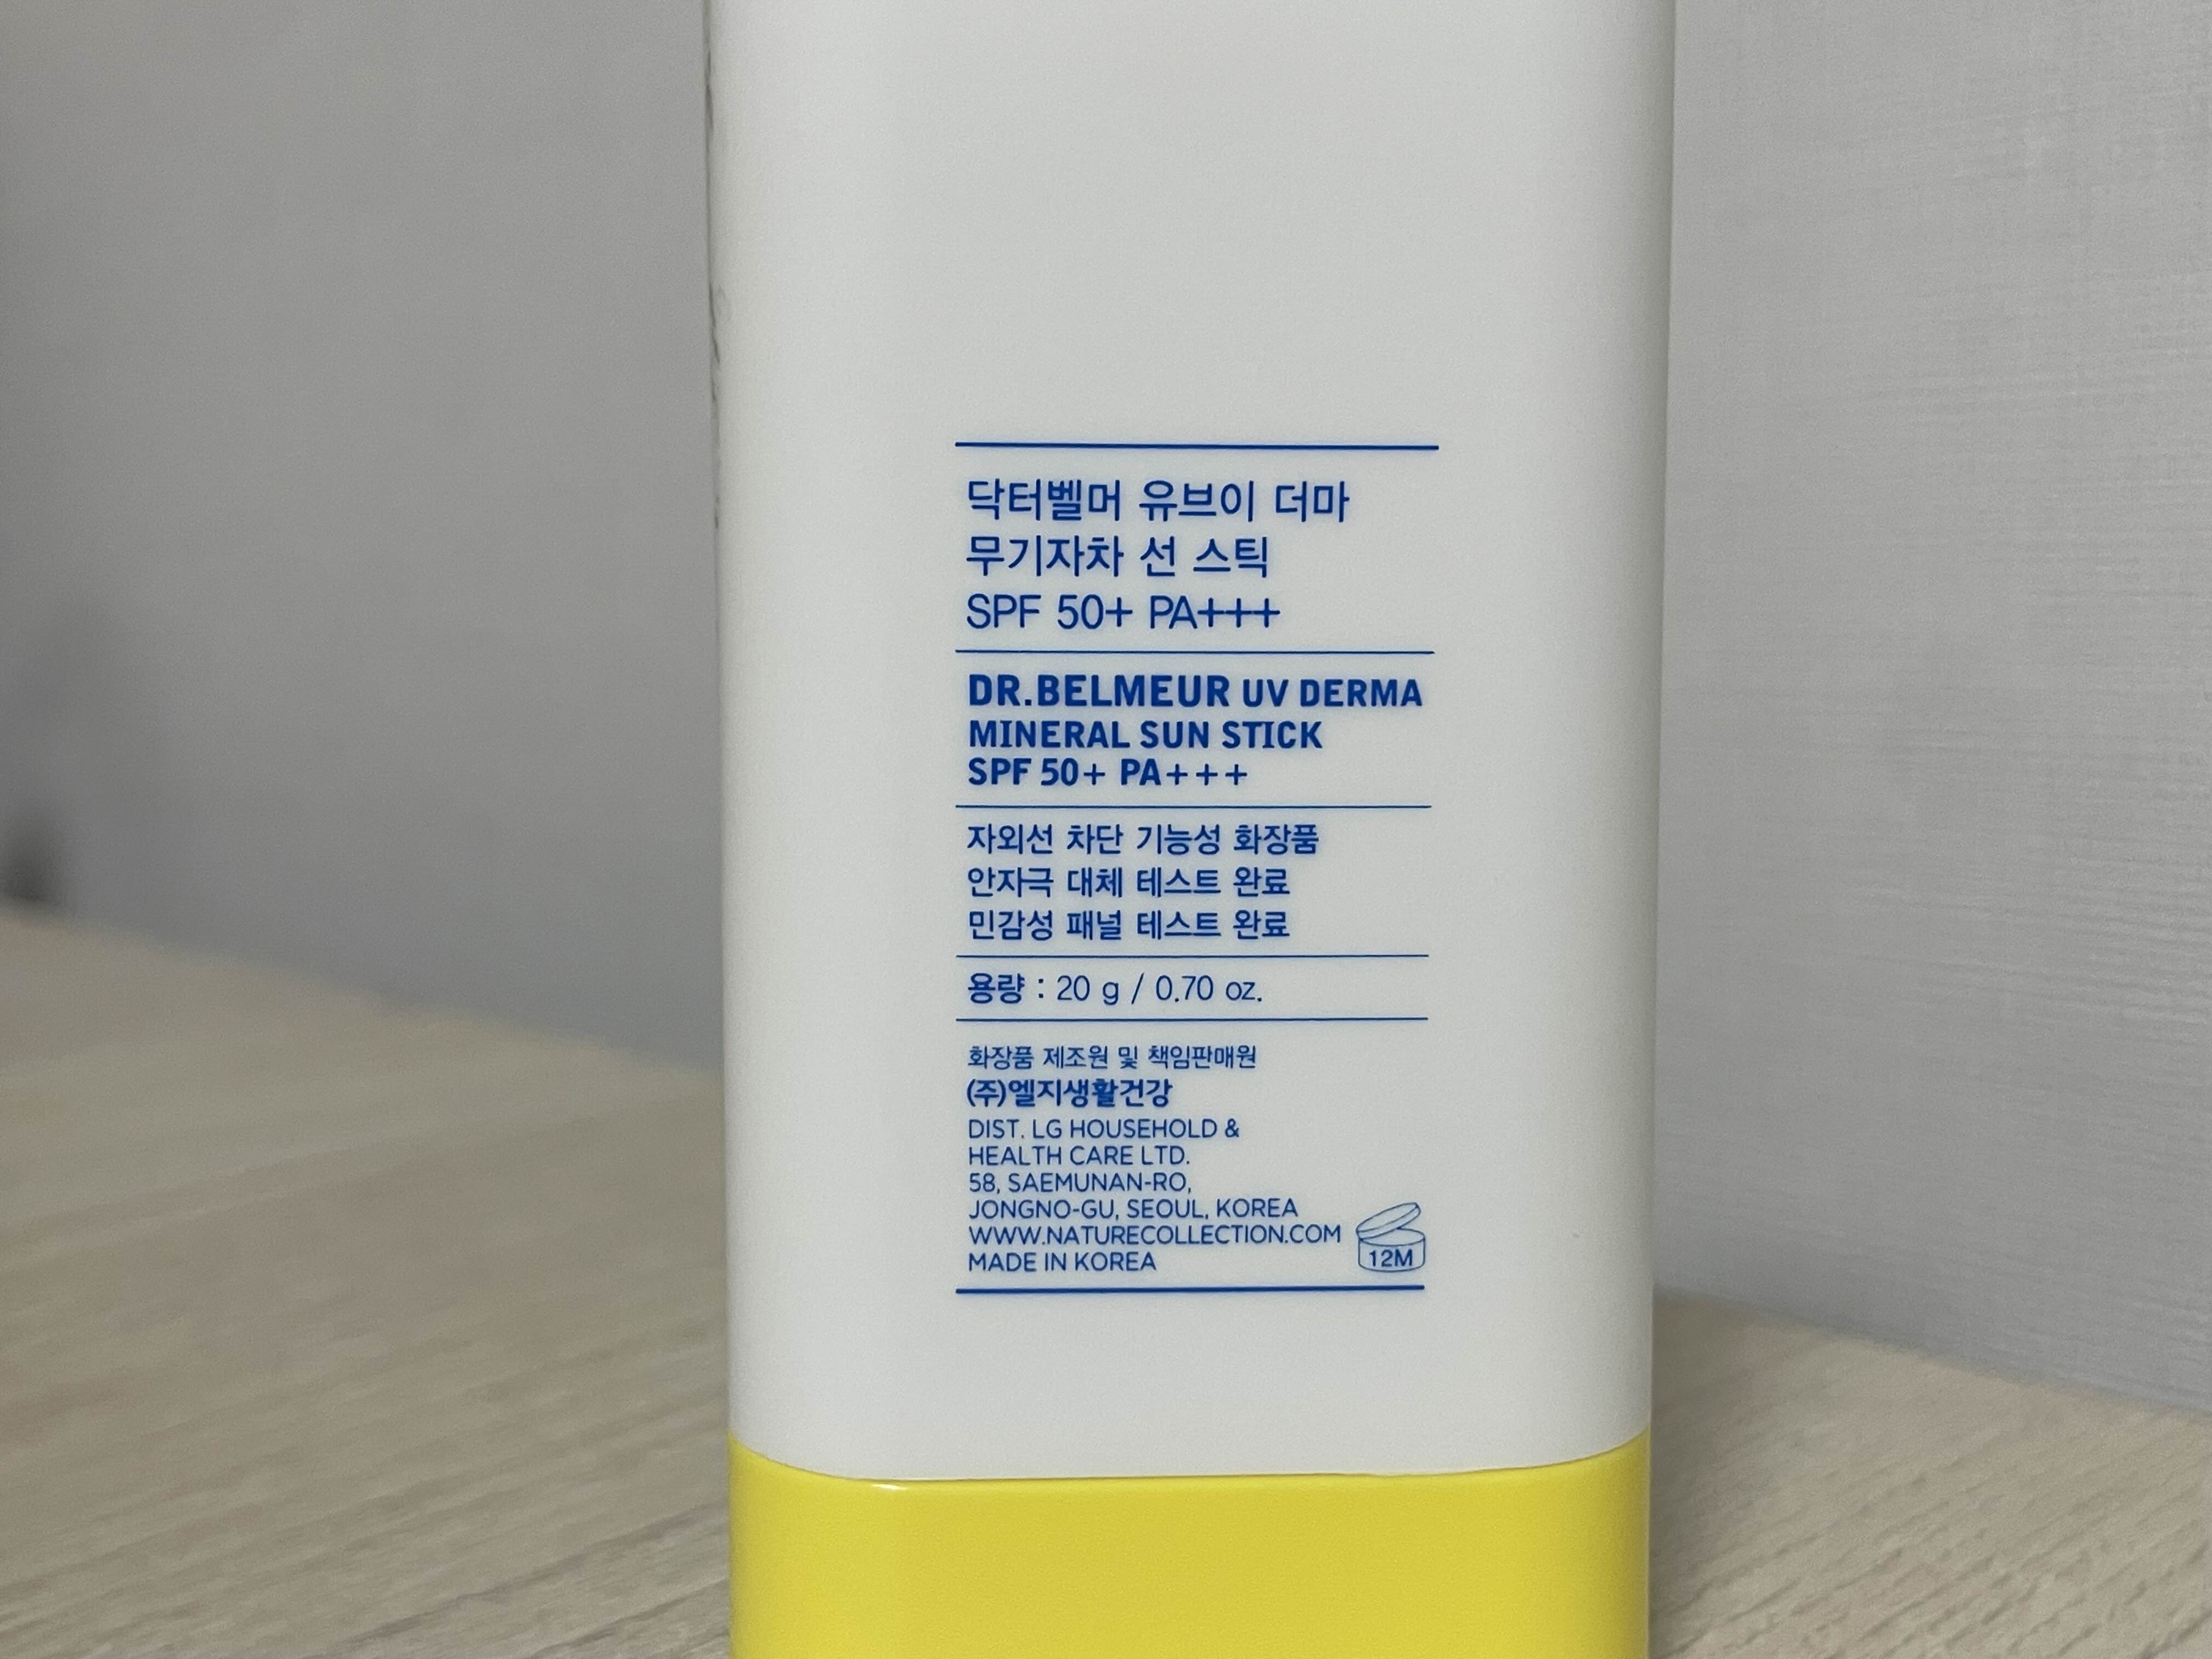 닥터벨머 유브이 더마
무기자차 선 스틱
SPF 50+ PA+++
DR.BELMEUR UV DERMA
MINERAL SUN STICK
SPF 50+ PA+++
자외선 차단 기능성 화장품
안자극 대체 테스트 완료
민감성 패널 테스트 완료
용량 : 20 g / 0.70 oz.
화장품 제조원 및 책임판매원
(주)엘지생활건강
DIST. LG HOUSEHOLD &
HEALTH CARE LTD.
58, SAEMUNAN-RO,
JONGNO-GU, SEOUL, KOREA
WWW.NATURECOLLECTION.COM
MADE IN KOREA
12M